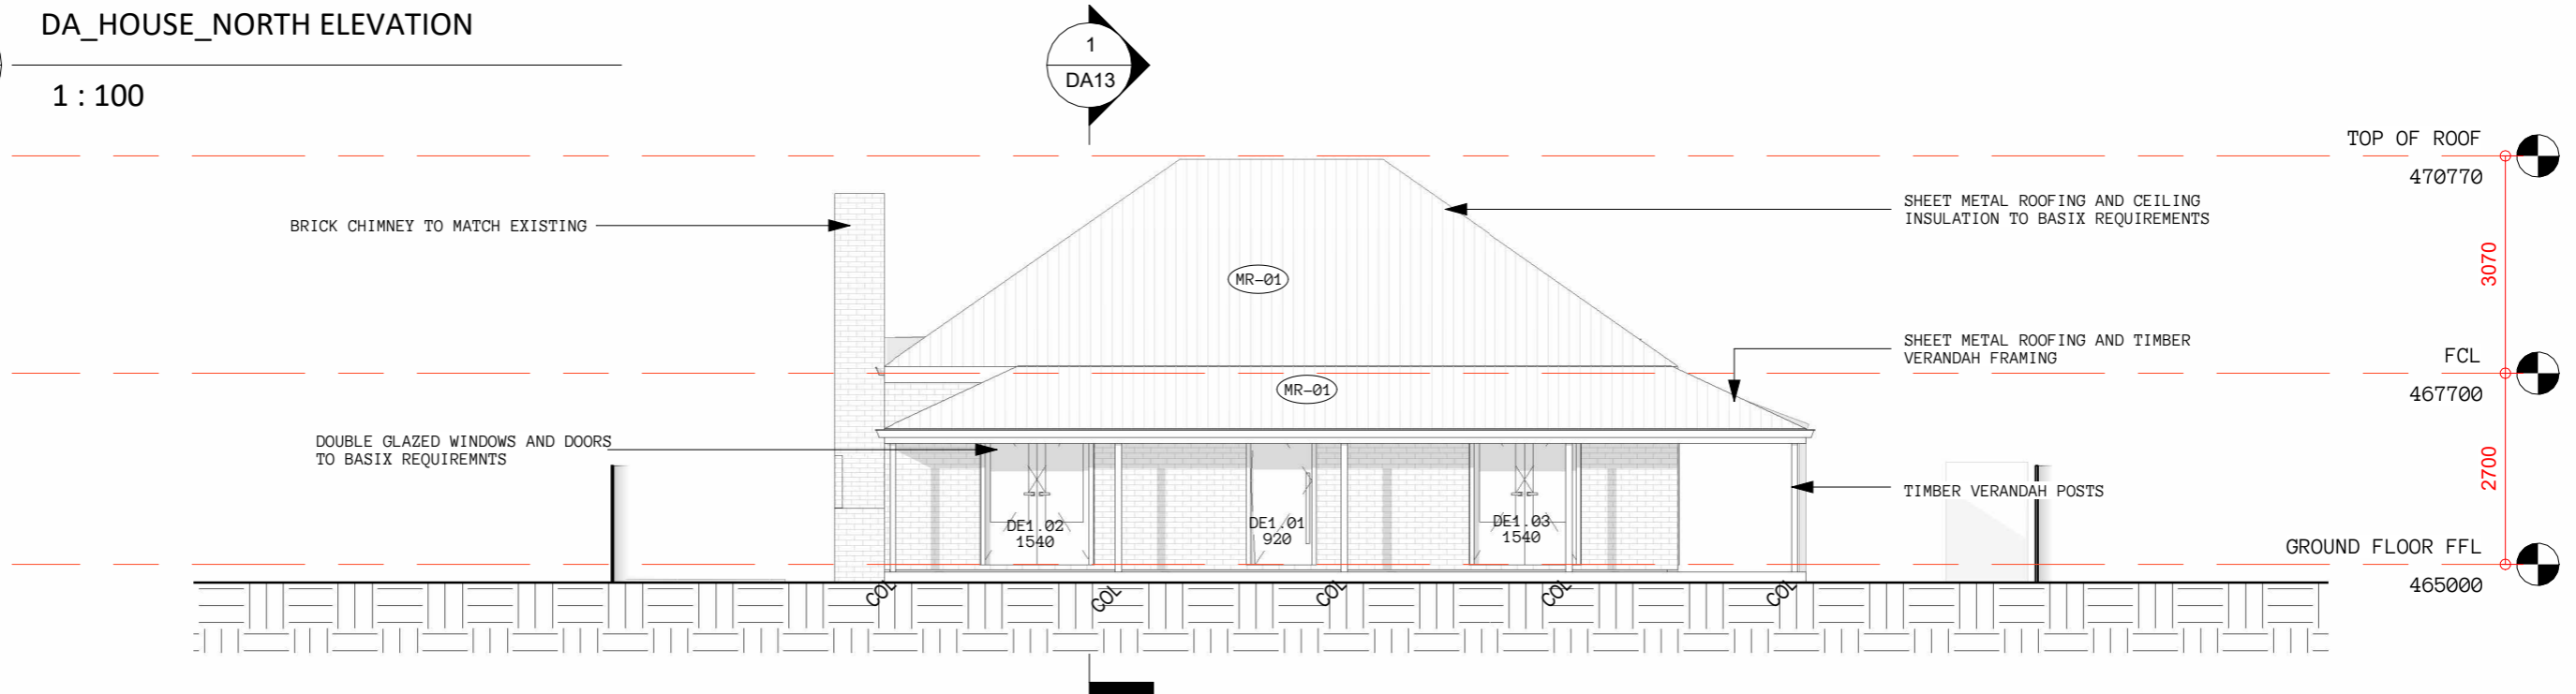 DA_HOUSE_NORTH ELEVATION
1 : 100
1
DA13
TOP OF ROOF
470770
BRICK CHIMNEY TO MATCH EXISTING
SHEET METAL ROOFING AND CEILING
INSULATION TO BASIX REQUIREMENTS
3070
MR-01
SHEET METAL ROOFING AND TIMBER
VERANDAH FRAMING
FCL
467700
MR-01
DOUBLE GLAZED WINDOWS AND DOORS
TO BASIX REQUIREMNTS
2700
TIMBER VERANDAH POSTS
DE1.02
1540
DE1.01
920
DE1.03
1540
GROUND FLOOR FFL
465000
COL
COL
COL
COL
COL